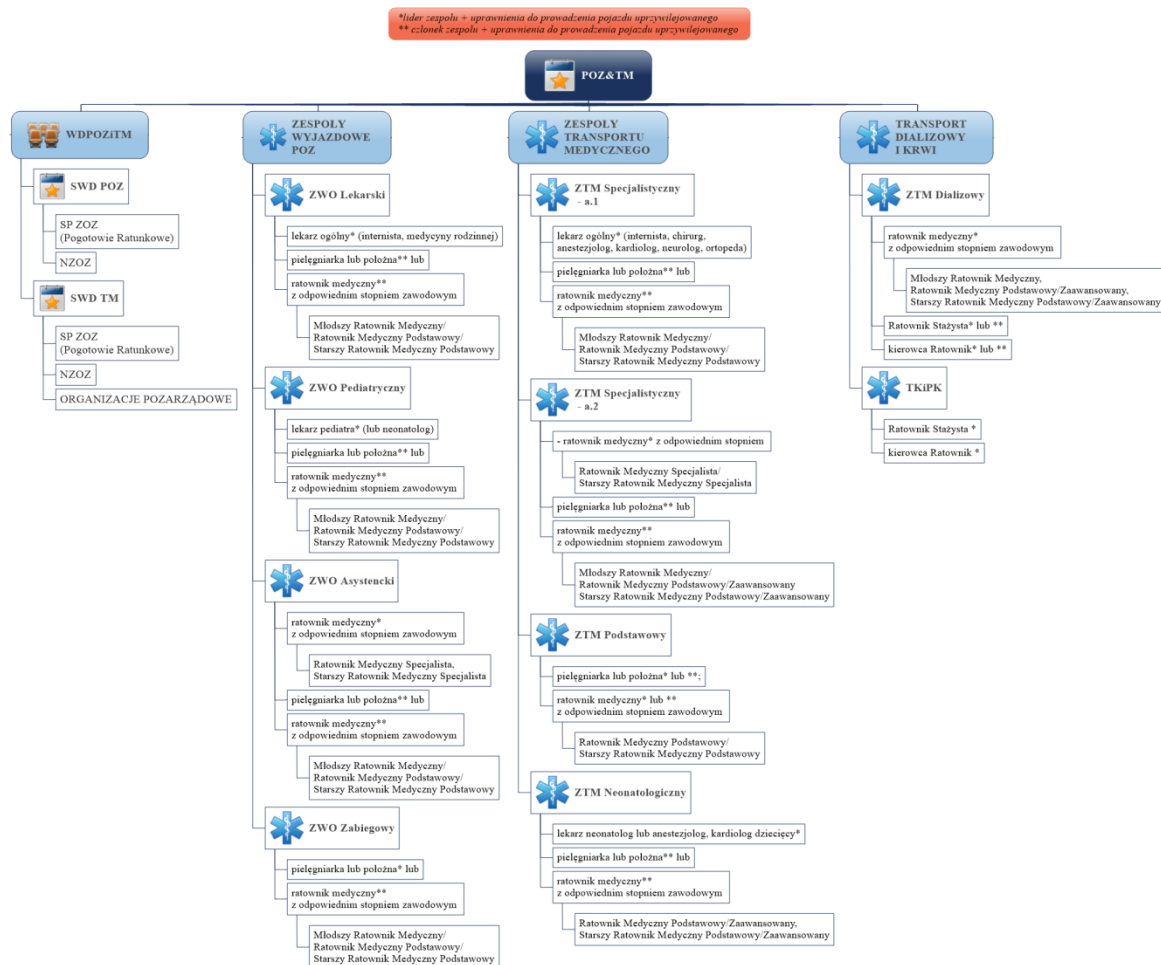 *lider zespołu + uprawnienia do prowadzenia pojazdu uprzywilejowanego
** członek zespołu + uprawnienia do prowadzenia pojazdu uprzywilejowanego
POZ&TM
WDPOZiTM
SWD POZ
SP ZOZ
(Pogotowie Ratunkowe)
NZOZ
SWD TM
SP ZOZ
(Pogotowie Ratunkowe)
NZOZ
ORGANIZACJE POZARZĄDOWE
ZESPOŁY
WYJAZDOWE
POZ
ZWO Lekarski
lekarz ogólny* (internista, medycyny rodzinnej)
pielęgniarka lub położna** lub
ratownik medyczny**
z odpowiednim stopniem zawodowym
Młodszy Ratownik Medyczny/
Ratownik Medyczny Podstawowy/
Starszy Ratownik Medyczny Podstawowy
ZWO Pediatryczny
lekarz pediatra* (lub neonatolog)
pielęgniarka lub położna** lub
ratownik medyczny**
z odpowiednim stopniem zawodowym
Młodszy Ratownik Medyczny/
Ratownik Medyczny Podstawowy/
Starszy Ratownik Medyczny Podstawowy
ZWO Asystencki
ratownik medyczny*
z odpowiednim stopniem zawodowym
Ratownik Medyczny Specjalista,
Starszy Ratownik Medyczny Specjalista
pielęgniarka lub położna** lub
ratownik medyczny**
z odpowiednim stopniem zawodowym
Młodszy Ratownik Medyczny/
Ratownik Medyczny Podstawowy/
Starszy Ratownik Medyczny Podstawowy
ZWO Zabiegowy
pielęgniarka lub położna* lub
ratownik medyczny**
z odpowiednim stopniem zawodowym
Młodszy Ratownik Medyczny/
Ratownik Medyczny Podstawowy/
Starszy Ratownik Medyczny Podstawowy
ZESPOŁY
TRANSPORTU
MEDYCZNEGO
ZTM Specjalistyczny
- a.1
lekarz ogólny* (internista, chirurg,
anestezjolog, kardiolog, neurolog, ortopeda)
pielęgniarka lub położna** lub
ratownik medyczny**
z odpowiednim stopniem zawodowym
Młodszy Ratownik Medyczny/
Ratownik Medyczny Podstawowy/
Starszy Ratownik Medyczny Podstawowy
ZTM Specjalistyczny
- a.2
- ratownik medyczny* z odpowiednim stopniem
Ratownik Medyczny Specjalista/
Starszy Ratownik Medyczny Specjalista
pielęgniarka lub położna** lub
ratownik medyczny**
z odpowiednim stopniem zawodowym
Młodszy Ratownik Medyczny/
Ratownik Medyczny Podstawowy/Zaawansowany
Starszy Ratownik Medyczny Podstawowy/Zaawansowany
ZTM Podstawowy
pielęgniarka lub położna* lub **;
ratownik medyczny* lub **
z odpowiednim stopniem zawodowym
Ratownik Medyczny Podstawowy/
Starszy Ratownik Medyczny Podstawowy
ZTM Neonatologiczny
lekarz neonatolog lub anestezjolog, kardiolog dziecięcy*
pielęgniarka lub położna** lub
ratownik medyczny**
z odpowiednim stopniem zawodowym
Ratownik Medyczny Podstawowy/Zaawansowany,
Starszy Ratownik Medyczny Podstawowy/Zaawansowany
TRANSPORT
DIALIZOWY
I KRWI
ZTM Dializowy
ratownik medyczny*
z odpowiednim stopniem zawodowym
Młodszy Ratownik Medyczny,
Ratownik Medyczny Podstawowy/Zaawansowany,
Starszy Ratownik Medyczny Podstawowy/Zaawansowany
Ratownik Stażysta* lub **
kierowca Ratownik* lub **
TKiPK
Ratownik Stażysta *
kierowca Ratownik *